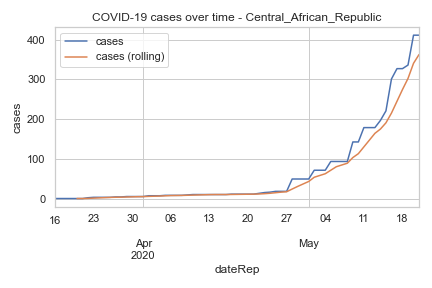 COVID-19 cases over time - Central_African_Republic
cases
cases (rolling)
400
300
200
100
0
cases
16 23 30 06 13 20 27 04 11 18
Apr May
2020
dateRep